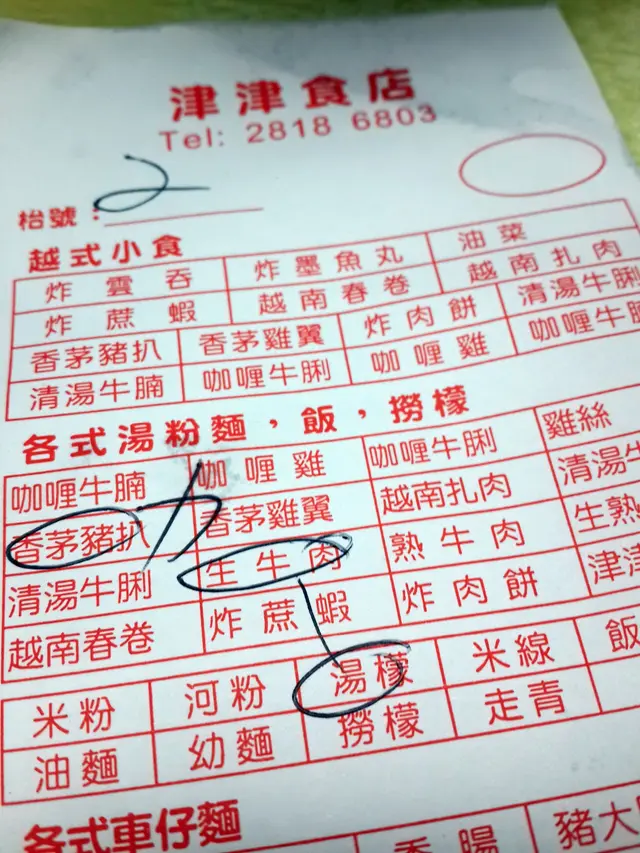 津津食店
Tel: 2818 6803
枱號： 2
越式小食
炸雲吞 炸墨魚丸 油菜
炸蔗蝦 越南春卷 越南扎肉
香茅豬扒 香茅雞翼 炸肉餅 清湯牛脷
清湯牛腩 咖喱牛脷 咖喱雞 咖喱牛
各式湯粉麵，飯，撈檬
咖喱牛腩 咖喱雞 咖喱牛脷 雞絲
香茅豬扒 香茅雞翼 越南扎肉 清湯牛
清湯牛脷 生牛肉 熟牛肉 生熟
越南春卷 炸蔗蝦 炸肉餅 津津
米粉 河粉 湯檬 米線 飯
油麵 幼麵 撈檬 走青
各式車仔麵
香腸 豬大